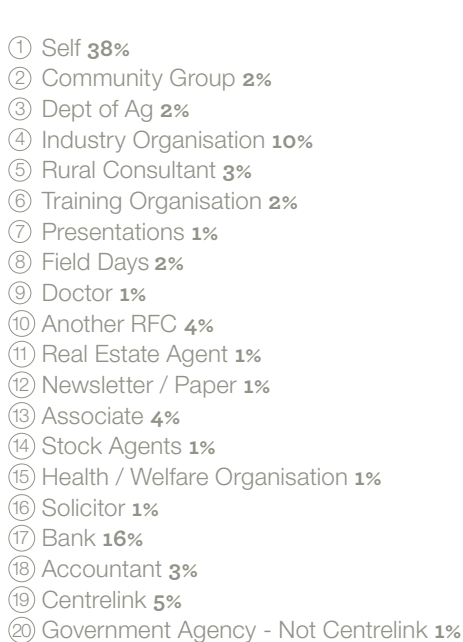 ① Self 38%
② Community Group 2%
③ Dept of Ag 2%
④ Industry Organisation 10%
⑤ Rural Consultant 3%
⑥ Training Organisation 2%
⑦ Presentations 1%
⑧ Field Days 2%
⑨ Doctor 1%
⑩ Another RFC 4%
⑪ Real Estate Agent 1%
⑫ Newsletter / Paper 1%
⑬ Associate 4%
⑭ Stock Agents 1%
⑮ Health / Welfare Organisation 1%
⑯ Solicitor 1%
⑰ Bank 16%
⑱ Accountant 3%
⑲ Centrelink 5%
⑳ Government Agency - Not Centrelink 1%